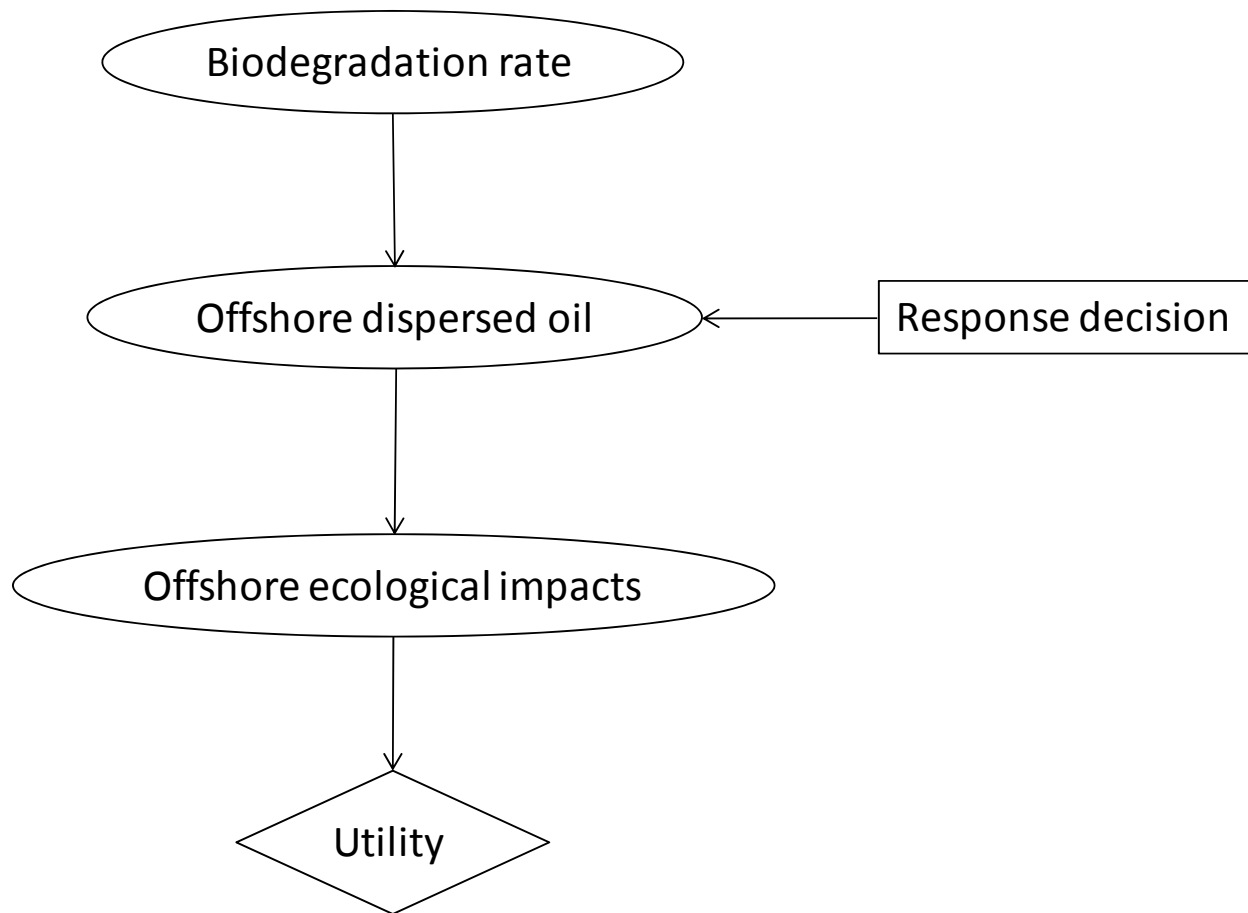 Biodegradation rate
Offshore dispersed oil
Response decision
Offshore ecological impacts
Utility